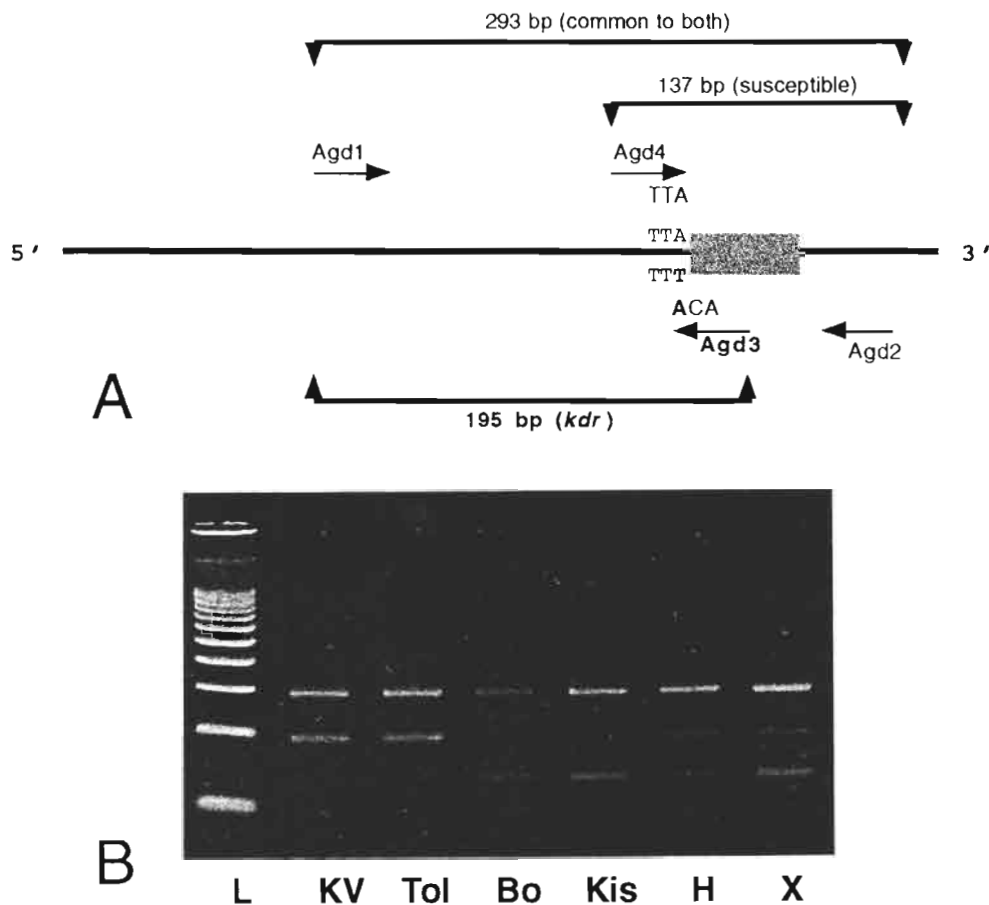 293 bp (common to both)
137 bp (susceptible)
Agd1
Agd4
TTA
5 ' TTA 3 '
TTT
ACA
Agd3
Agd2
A
195 bp (kdr)
B
L KV Tol Bo Kis H X